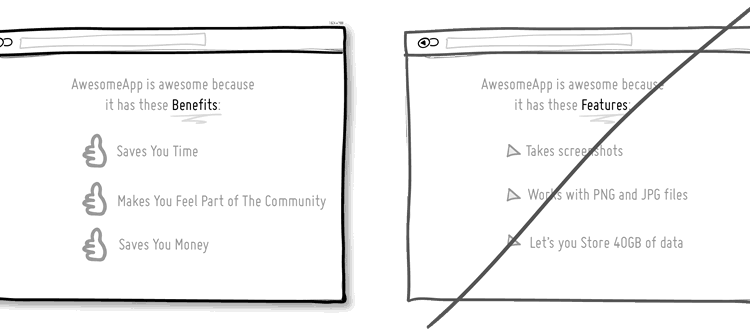 AwesomeApp is awesome because
it has these Benefits:
Saves You Time
Makes You Feel Part of The Community
Saves You Money
AwesomeApp is awesome because
it has these Features:
Takes screenshots
Works with PNG and JPG files
Let's you Store 40GB of data